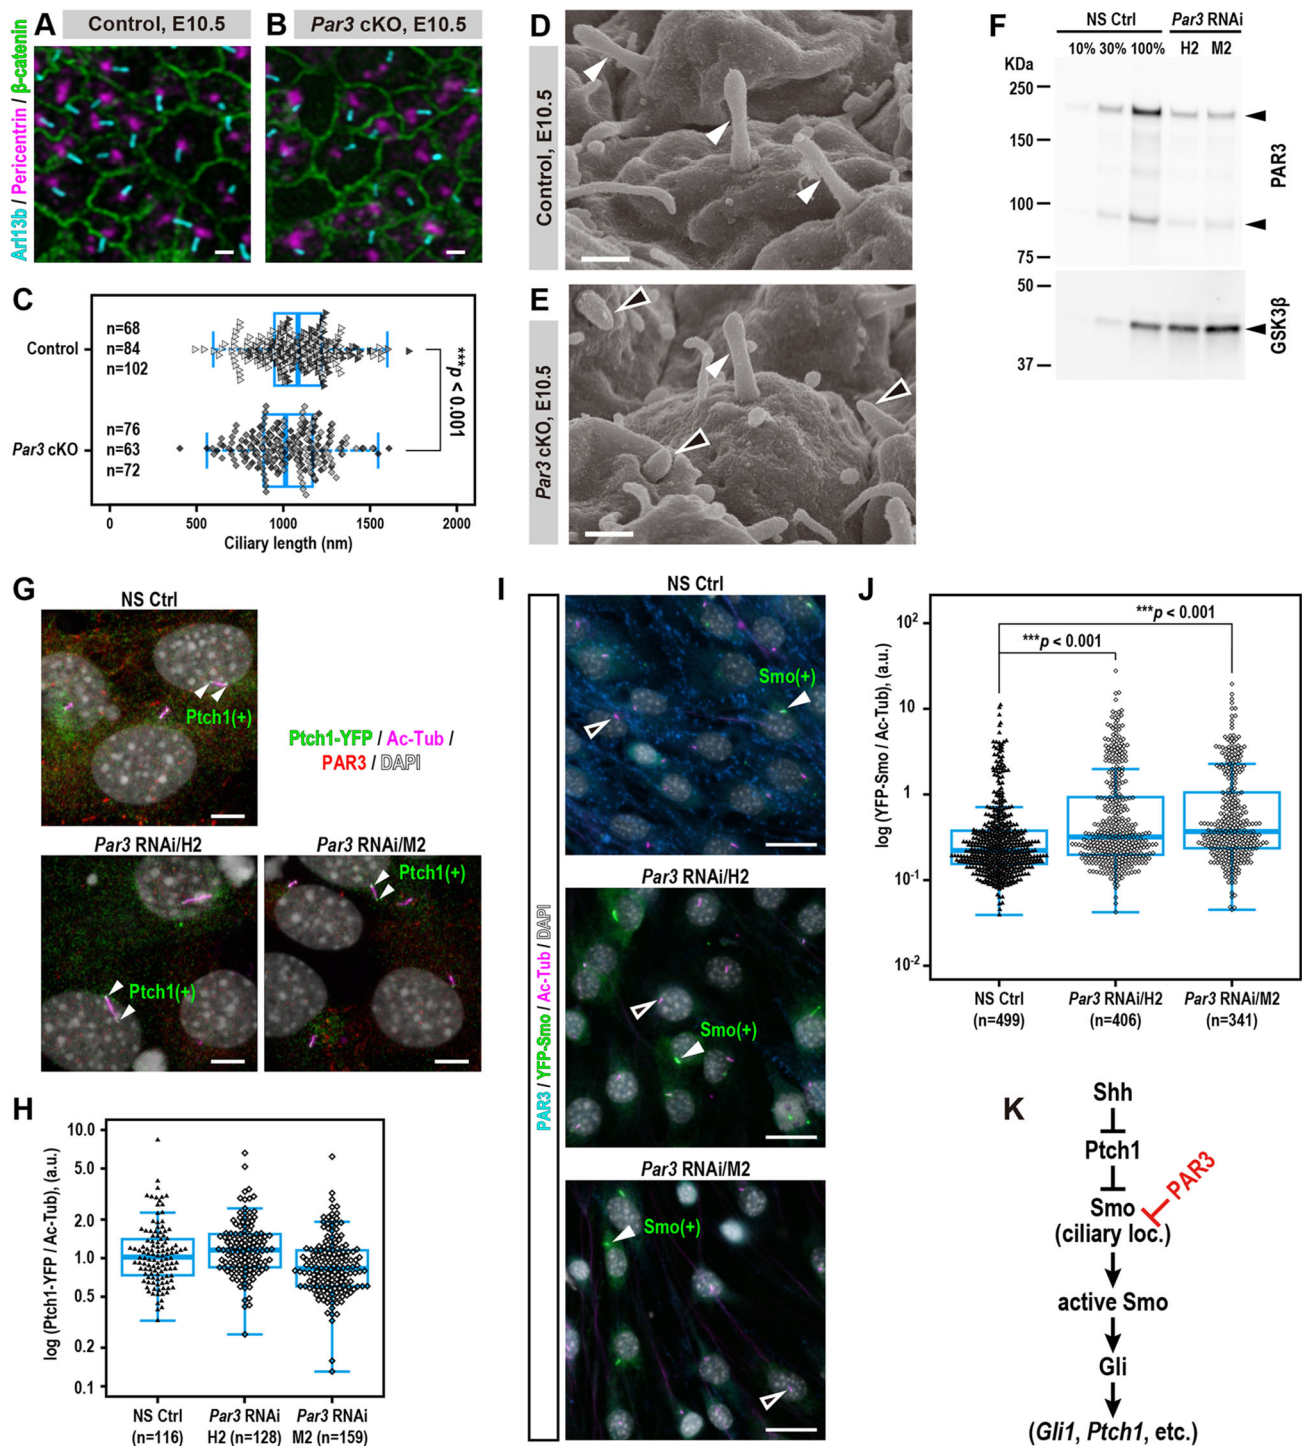 A
Control, E10.5
B
Par3 cKO, E10.5
Arl13b / Pericentrin / β-catenin
C
Control
n=68
n=84
n=102
Par3 cKO
n=76
n=63
n=72
***p < 0.001
0 500 1000 1500 2000
Ciliary length (nm)
D
Control, E10.5
E
Par3 cKO, E10.5
F
NS Ctrl Par3 RNAi
10% 30% 100% H2 M2
KDa
250
150
100
75
PAR3
50
37
GSK3β
G
NS Ctrl
Ptch1(+)
Ptch1-YFP / Ac-Tub /
PAR3 / DAPI
Par3 RNAi/H2
Ptch1(+)
Par3 RNAi/M2
Ptch1(+)
H
log (Ptch1-YFP / Ac-Tub), (a.u.)
10.0
5.0
2.0
1.0
0.5
0.2
0.1
NS Ctrl
(n=116)
Par3 RNAi
H2 (n=128)
Par3 RNAi
M2 (n=159)
I
PAR3 / YFP-Smo / Ac-Tub / DAPI
NS Ctrl
Smo(+)
Par3 RNAi/H2
Smo(+)
Par3 RNAi/M2
Smo(+)
J
log (YFP-Smo / Ac-Tub), (a.u.)
10²
10
1
10⁻¹
10⁻²
***p < 0.001
***p < 0.001
NS Ctrl
(n=499)
Par3 RNAi/H2
(n=406)
Par3 RNAi/M2
(n=341)
K
Shh
Ptch1
Smo
(ciliary loc.)
PAR3
active Smo
Gli
(Gli1, Ptch1, etc.)